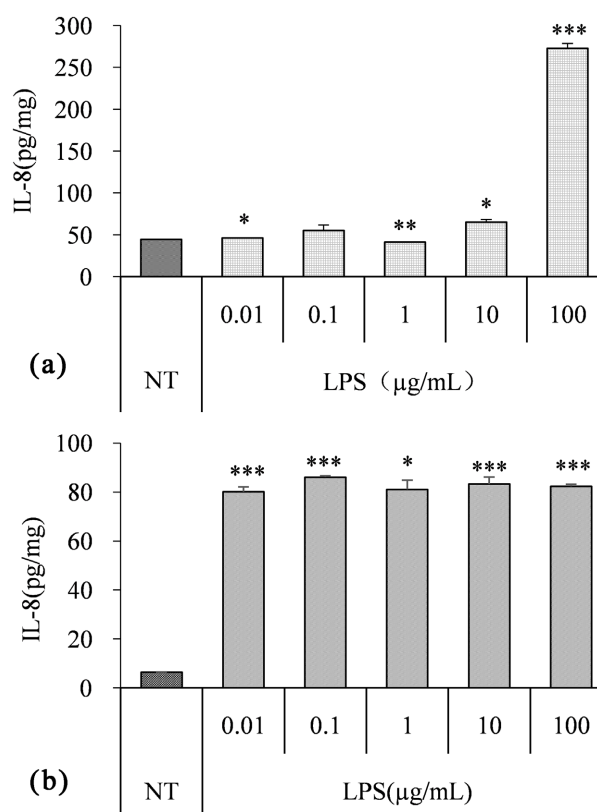 ***
300
250
200
150
100
50
0
IL-8(pg/mg)
*
**
*
0.01 0.1 1 10 100
(a)
NT LPS（μg/mL）
100
80
60
40
20
0
IL-8(pg/mg)
*** *** * *** ***
0.01 0.1 1 10 100
(b)
NT LPS(μg/mL)